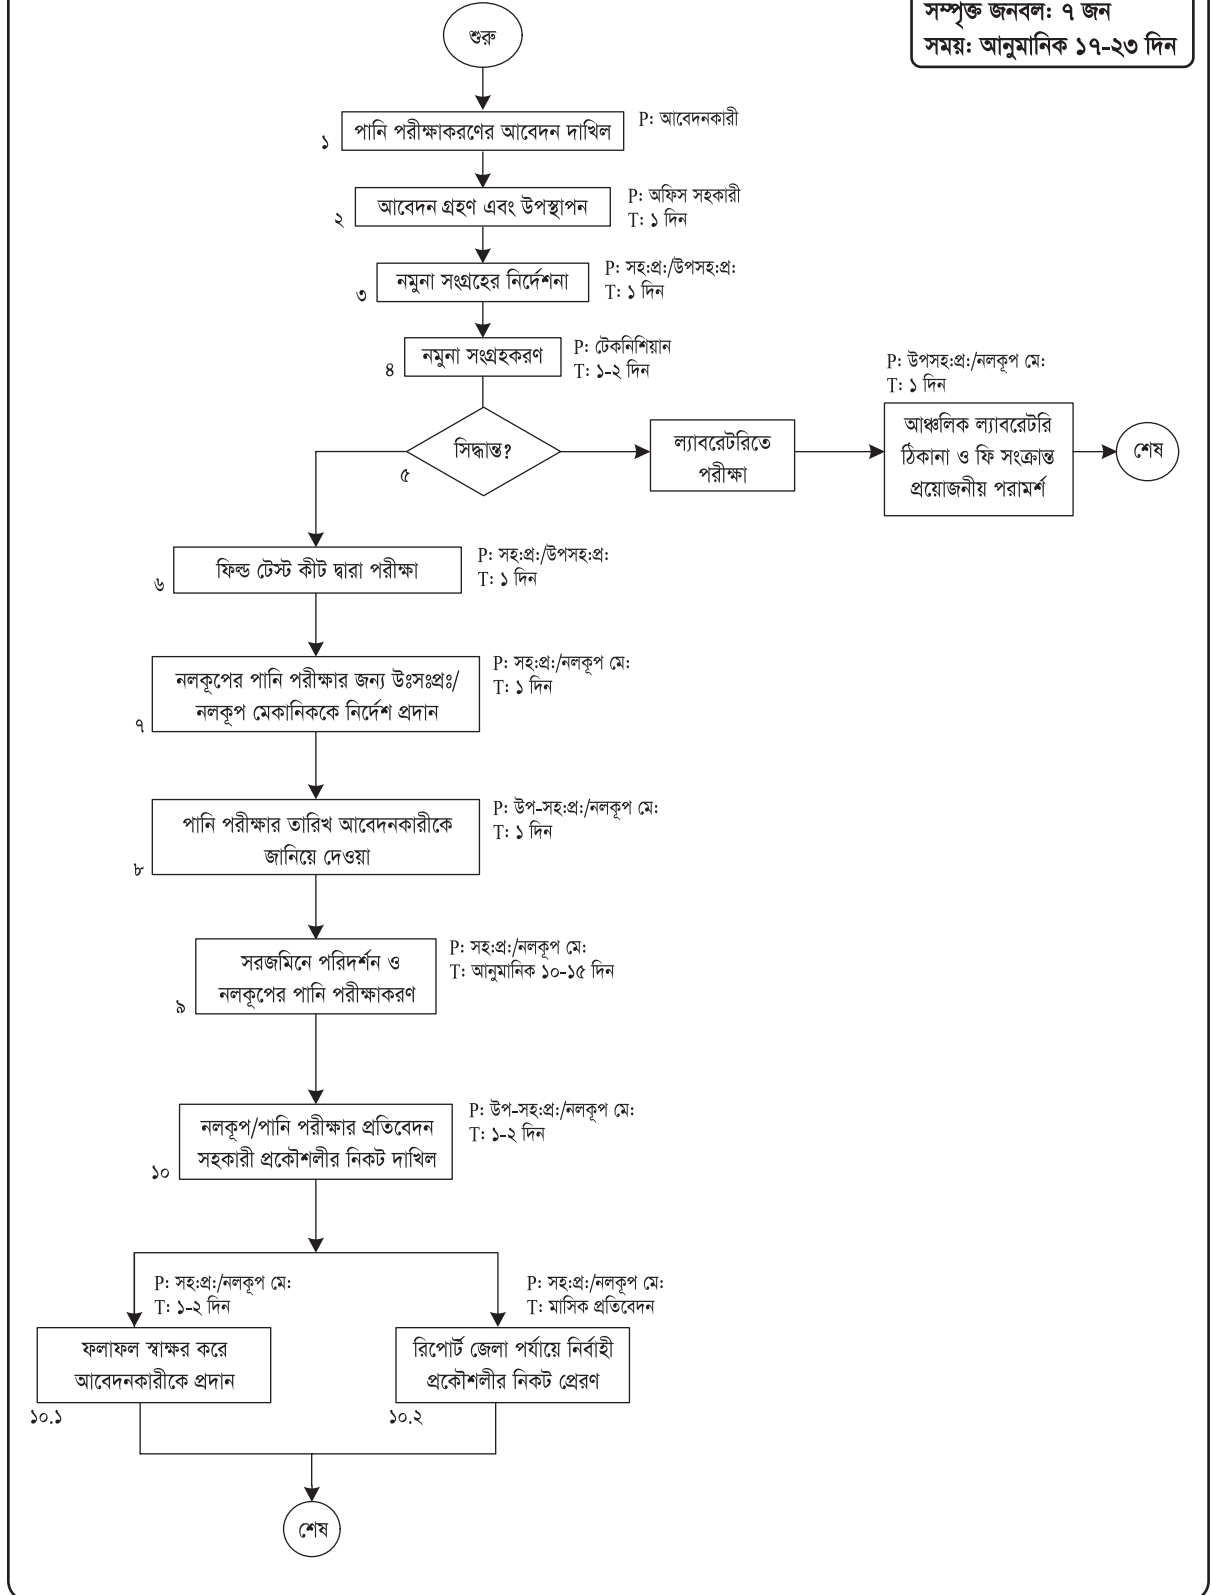 সম্পৃক্ত জনবল: ৭ জন
সময়: আনুমানিক ১৭-২৩ দিন
শুরু
১
পানি পরীক্ষাকরণের আবেদন দাখিল
P: আবেদনকারী
২
আবেদন গ্রহণ এবং উপস্থাপন
P: অফিস সহকারী
T: ১ দিন
৩
নমুনা সংগ্রহের নির্দেশনা
P: সহ:প্র:/উপসহ:প্র:
T: ১ দিন
৪
নমুনা সংগ্রহকরণ
P: টেকনিশিয়ান
T: ১-২ দিন
৫
সিদ্ধান্ত?
ল্যাবরেটরিতে
পরীক্ষা
P: উপসহ:প্র:/নলকূপ মে:
T: ১ দিন
আঞ্চলিক ল্যাবরেটরি
ঠিকানা ও ফি সংক্রান্ত
প্রয়োজনীয় পরামর্শ
শেষ
৬
ফিল্ড টেস্ট কীট দ্বারা পরীক্ষা
P: সহ:প্র:/উপসহ:প্র:
T: ১ দিন
৭
নলকূপের পানি পরীক্ষার জন্য উঃসঃপ্রঃ/
নলকূপ মেকানিককে নির্দেশ প্রদান
P: সহ:প্র:/নলকূপ মে:
T: ১ দিন
৮
পানি পরীক্ষার তারিখ আবেদনকারীকে
জানিয়ে দেওয়া
P: উপ-সহ:প্র:/নলকূপ মে:
T: ১ দিন
৯
সরজমিনে পরিদর্শন ও
নলকূপের পানি পরীক্ষাকরণ
P: সহ:প্র:/নলকূপ মে:
T: আনুমানিক ১০-১৫ দিন
১০
নলকূপ/পানি পরীক্ষার প্রতিবেদন
সহকারী প্রকৌশলীর নিকট দাখিল
P: উপ-সহ:প্র:/নলকূপ মে:
T: ১-২ দিন
P: সহ:প্র:/নলকূপ মে:
T: ১-২ দিন
ফলাফল স্বাক্ষর করে
আবেদনকারীকে প্রদান
১০.১
P: সহ:প্র:/নলকূপ মে:
T: মাসিক প্রতিবেদন
রিপোর্ট জেলা পর্যায়ে নির্বাহী
প্রকৌশলীর নিকট প্রেরণ
১০.২
শেষ